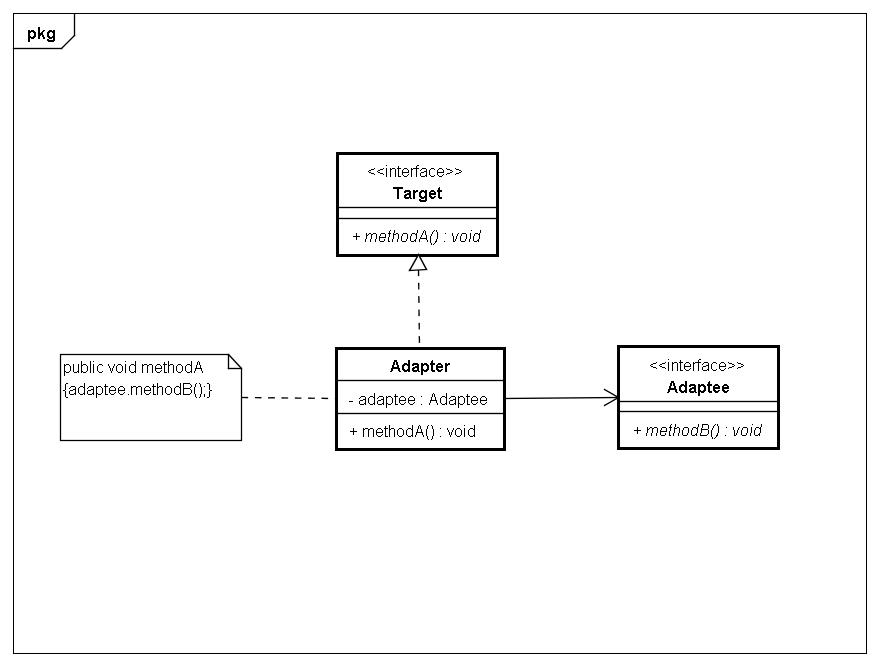 pkg
<<interface>>
Target
+ methodA() : void
public void methodA
{adaptee.methodB();}
Adapter
- adaptee : Adaptee
+ methodA() : void
<<interface>>
Adaptee
+ methodB() : void